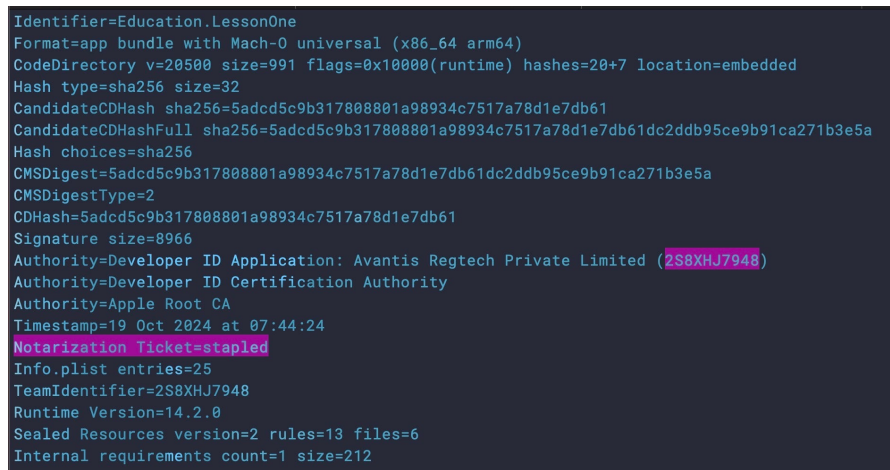 Identifier=Education.LessonOne
Format=app bundle with Mach-O universal (x86_64 arm64)
CodeDirectory v=20500 size=991 flags=0x10000(runtime) hashes=20+7 location=embedded
Hash type=sha256 size=32
CandidateCDHash sha256=5adcd5c9b317808801a98934c7517a78d1e7db61
CandidateCDHashFull sha256=5adcd5c9b317808801a98934c7517a78d1e7db61dc2ddb95ce9b91ca271b3e5a
Hash choices=sha256
CMSDigest=5adcd5c9b317808801a98934c7517a78d1e7db61dc2ddb95ce9b91ca271b3e5a
CMSDigestType=2
CDHash=5adcd5c9b317808801a98934c7517a78d1e7db61
Signature size=8966
Authority=Developer ID Application: Avantis Regtech Private Limited (2S8XHJ7948)
Authority=Developer ID Certification Authority
Authority=Apple Root CA
Timestamp=19 Oct 2024 at 07:44:24
Notarization Ticket=stapled
Info.plist entries=25
TeamIdentifier=2S8XHJ7948
Runtime Version=14.2.0
Sealed Resources version=2 rules=13 files=6
Internal requirements count=1 size=212